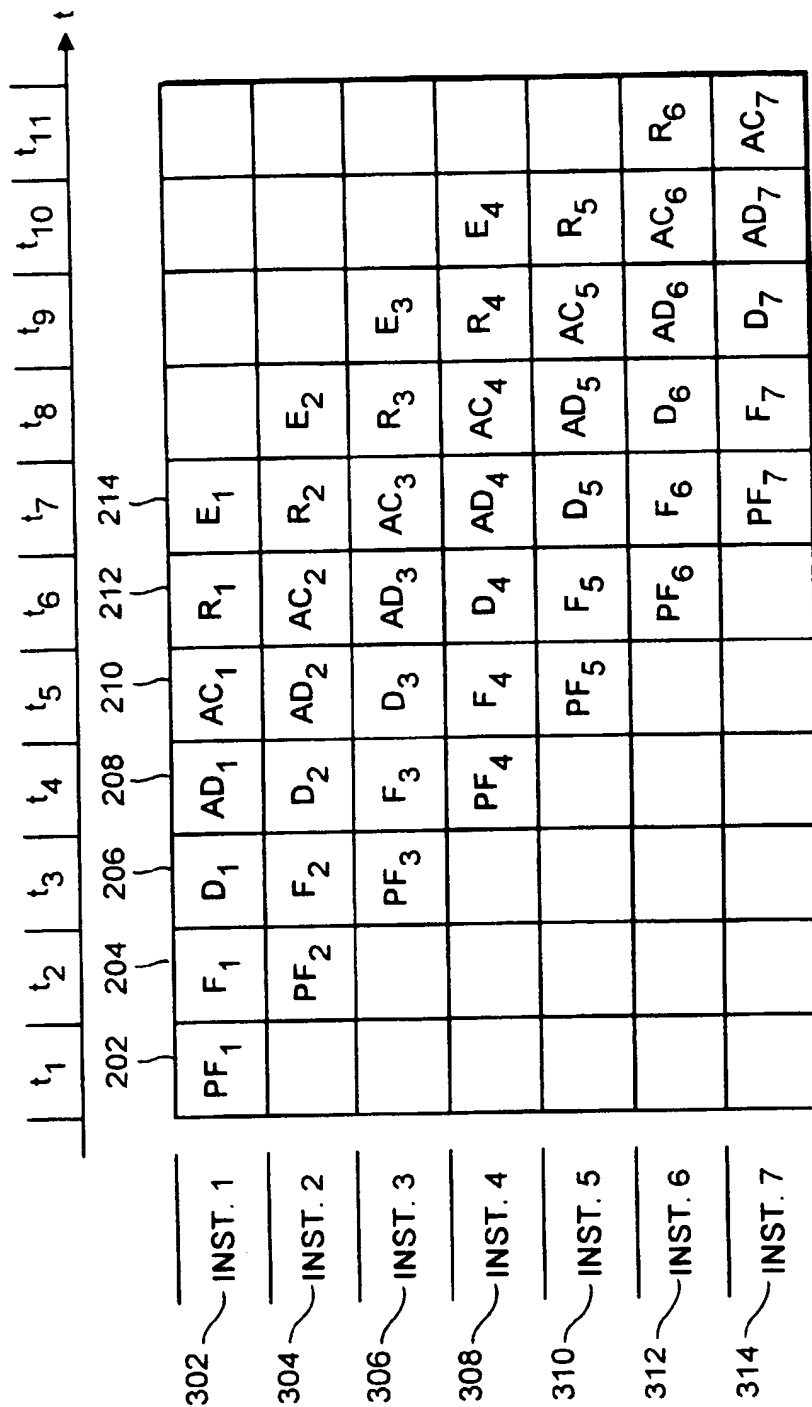 t1 t2 t3 t4 t5 t6 t7 t8 t9 t10 t11 t
202 204 206 208 210 212 214
302 INST. 1 PF1 F1 D1 AD1 AC1 R1 E1
304 INST. 2 PF2 F2 D2 AD2 AC2 R2 E2
306 INST. 3 PF3 F3 D3 AD3 AC3 R3 E3
308 INST. 4 PF4 F4 D4 AD4 AC4 R4 E4
310 INST. 5 PF5 F5 D5 AD5 AC5 R5
312 INST. 6 PF6 F6 D6 AD6 AC6 R6
314 INST. 7 PF7 F7 D7 AD7 AC7